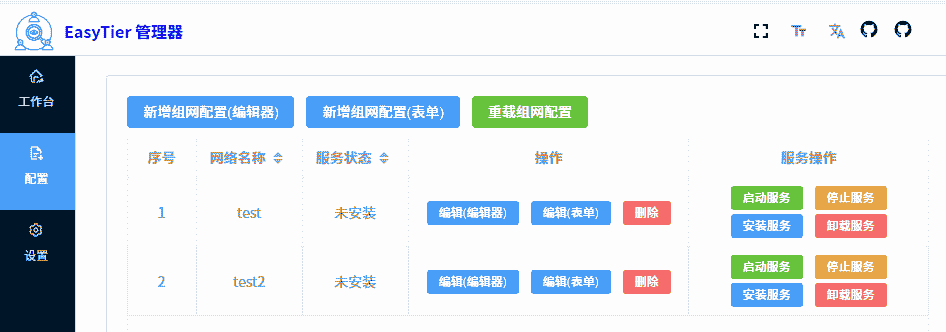 EasyTier 管理器
工作台
配置
设置
新增组网配置(编辑器) 新增组网配置(表单) 重载组网配置
序号 网络名称 服务状态 操作 服务操作
1 test 未安装 编辑(编辑器) 编辑(表单) 删除 启动服务 停止服务
安装服务 卸载服务
2 test2 未安装 编辑(编辑器) 编辑(表单) 删除 启动服务 停止服务
安装服务 卸载服务